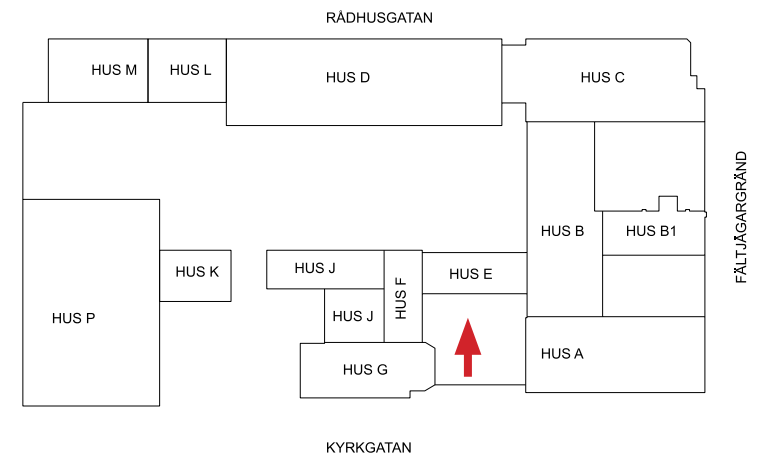 RÅDHUSGATAN
HUS M
HUS L
HUS D
HUS C
FÄLTJÄGARGRÄND
HUS B
HUS B1
HUS J
HUS K
HUS E
HUS F
HUS J
HUS P
HUS A
HUS G
KYRKGATAN